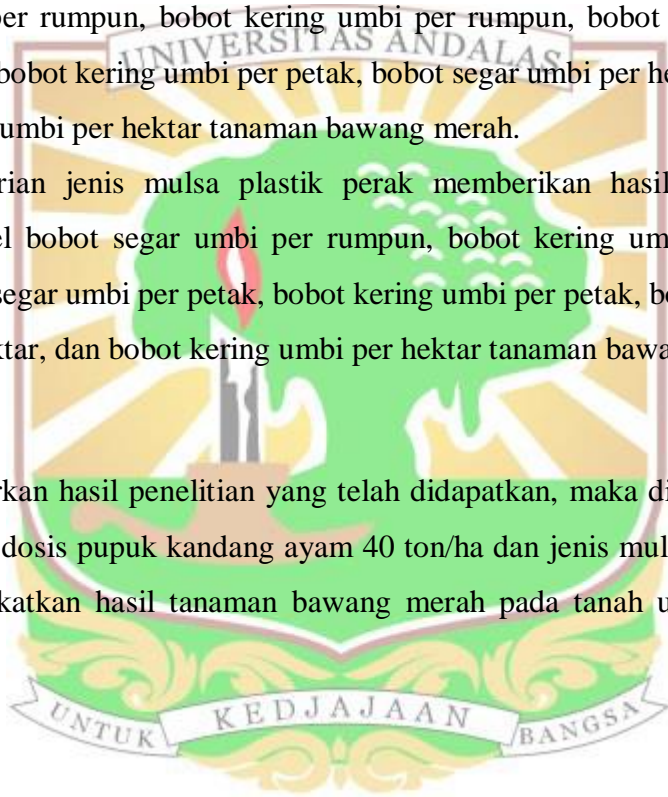 per rumpun, bobot kering umbi per rumpun, bobot
UNIVERSITAS ANDALAS
bobot kering umbi per petak, bobot segar umbi per he
umbi per hektar tanaman bawang merah.
rian jenis mulsa plastik perak memberikan hasil
el bobot segar umbi per rumpun, bobot kering um
segar umbi per petak, bobot kering umbi per petak, bo
ktar, dan bobot kering umbi per hektar tanaman bawa
rkan hasil penelitian yang telah didapatkan, maka di
dosis pupuk kandang ayam 40 ton/ha dan jenis mul
katkan hasil tanaman bawang merah pada tanah u
UNTUK KEDJAJAAN BANGSA